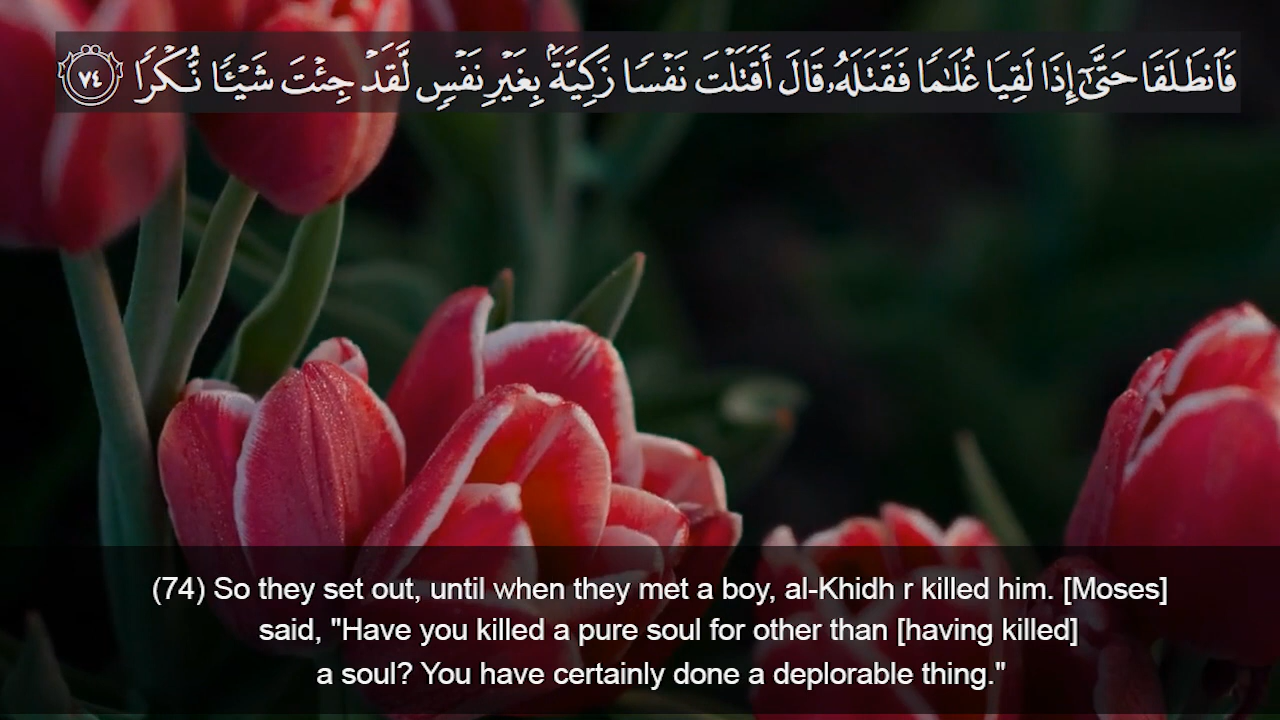 فَٱنطَلَقَا حَتَّىٰٓ إِذَا لَقِيَا غُلَـٰمًا فَقَتَلَهُۥ قَالَ أَقَتَلْتَ نَفْسًا زَكِيَّةًۢ بِغَيْرِ نَفْسٍ لَّقَدْ جِئْتَ شَيْـًٔا نُّكْرًا ٧٤
(74) So they set out, until when they met a boy, al-Khidh r killed him. [Moses]
said, "Have you killed a pure soul for other than [having killed]
a soul? You have certainly done a deplorable thing."